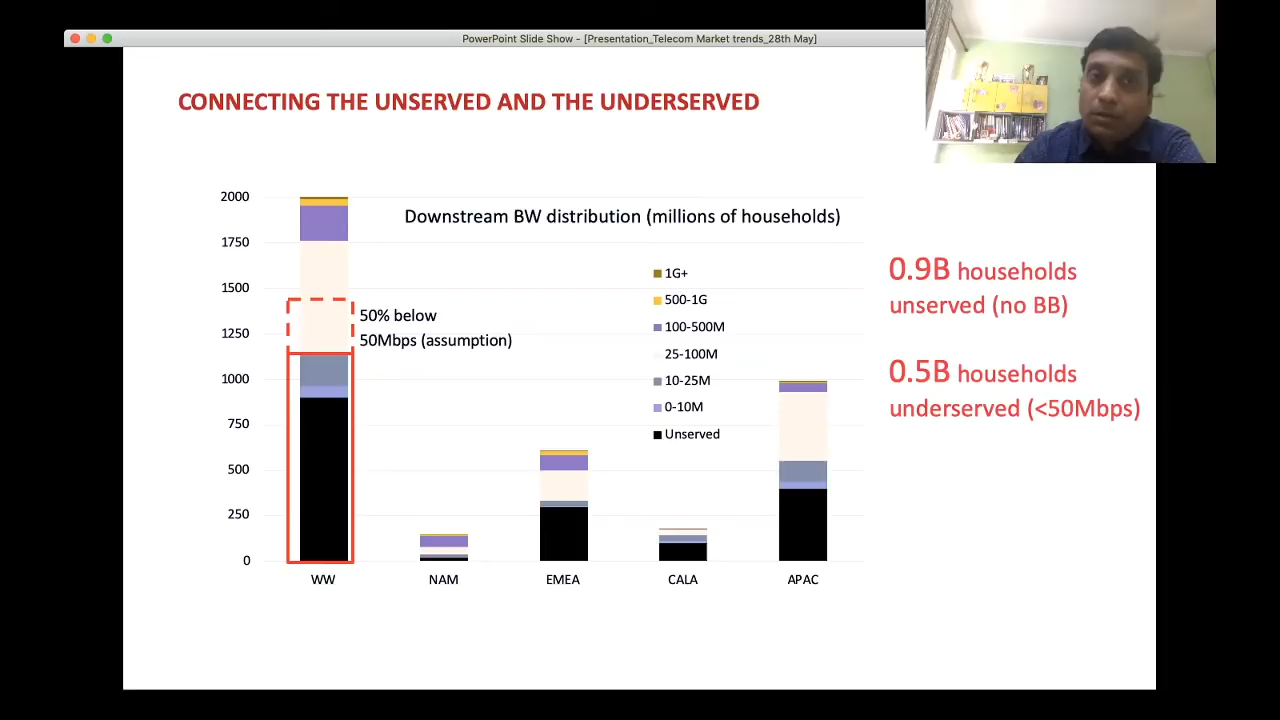 PowerPoint Slide Show - [Presentation_Telecom Market trends_28th May]
CONNECTING THE UNSERVED AND THE UNDERSERVED
Downstream BW distribution (millions of households)
2000
1750
1500
1250
1000
750
500
250
0
50% below
50Mbps (assumption)
1G+
500-1G
100-500M
25-100M
10-25M
0-10M
Unserved
WW
NAM
EMEA
CALA
APAC
0.9B households
unserved (no BB)
0.5B households
underserved (<50Mbps)